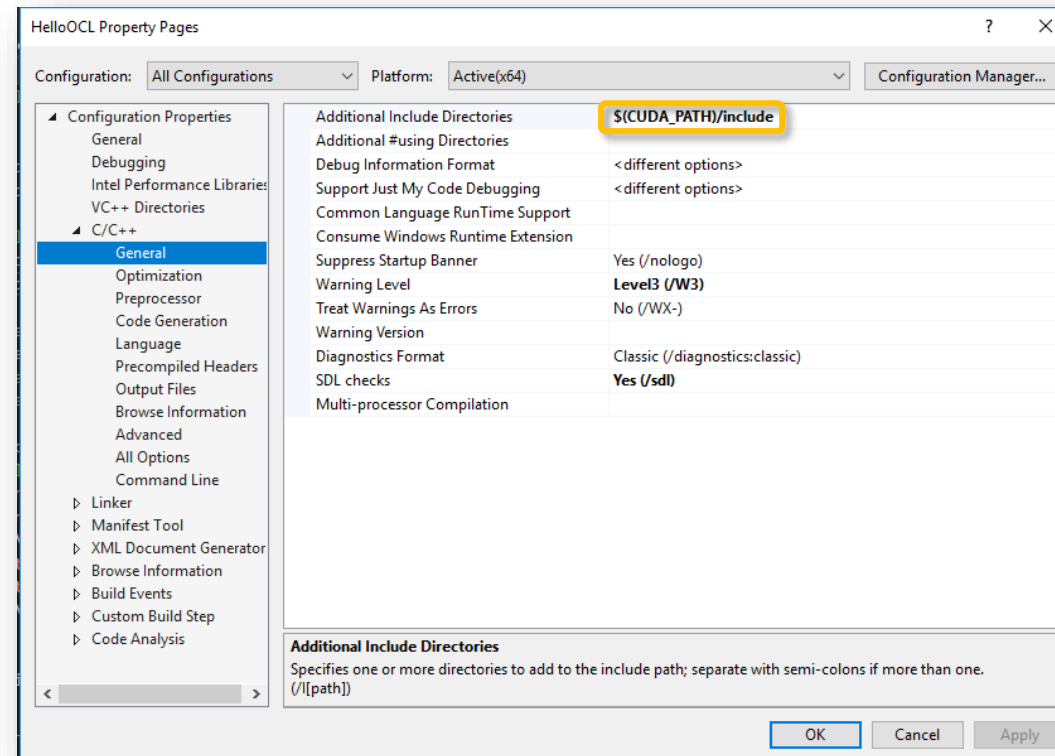 HelloOCL Property Pages ?
Configuration: All Configurations Platform: Active(x64) Configuration Manager...
Configuration Properties
General
Debugging
Intel Performance Libraries
VC++ Directories
C/C++
General
Optimization
Preprocessor
Code Generation
Language
Precompiled Headers
Output Files
Browse Information
Advanced
All Options
Command Line
Linker
Manifest Tool
XML Document Generator
Browse Information
Build Events
Custom Build Step
Code Analysis
Additional Include Directories $(CUDA_PATH)/include
Additional #using Directories
Debug Information Format <different options>
Support Just My Code Debugging <different options>
Common Language RunTime Support
Consume Windows Runtime Extension
Suppress Startup Banner Yes (/nologo)
Warning Level Level3 (/W3)
Treat Warnings As Errors No (/WX-)
Warning Version
Diagnostics Format Classic (/diagnostics:classic)
SDL checks Yes (/sdl)
Multi-processor Compilation
Additional Include Directories
Specifies one or more directories to add to the include path; separate with semi-colons if more than one.
(/I[path])
OK Cancel Apply